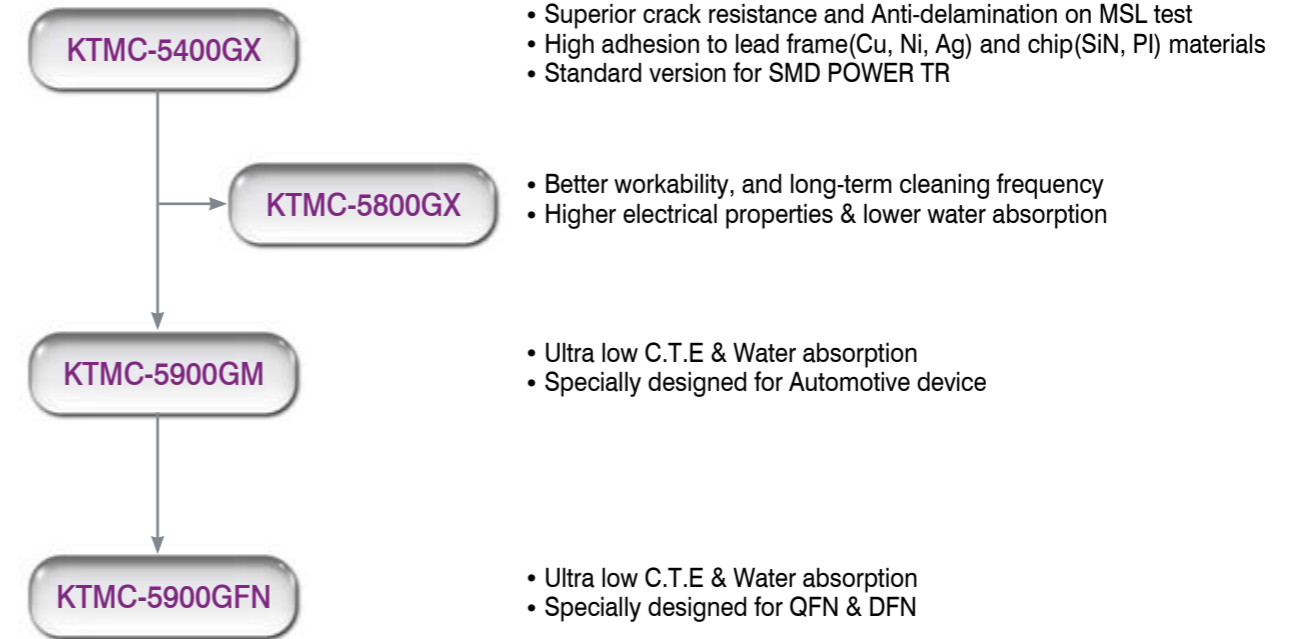 KTMC-5400GX
• Superior crack resistance and Anti-delamination on MSL test
• High adhesion to lead frame(Cu, Ni, Ag) and chip(SiN, PI) materials
• Standard version for SMD POWER TR
KTMC-5800GX
• Better workability, and long-term cleaning frequency
• Higher electrical properties & lower water absorption
KTMC-5900GM
• Ultra low C.T.E & Water absorption
• Specially designed for Automotive device
KTMC-5900GFN
• Ultra low C.T.E & Water absorption
• Specially designed for QFN & DFN